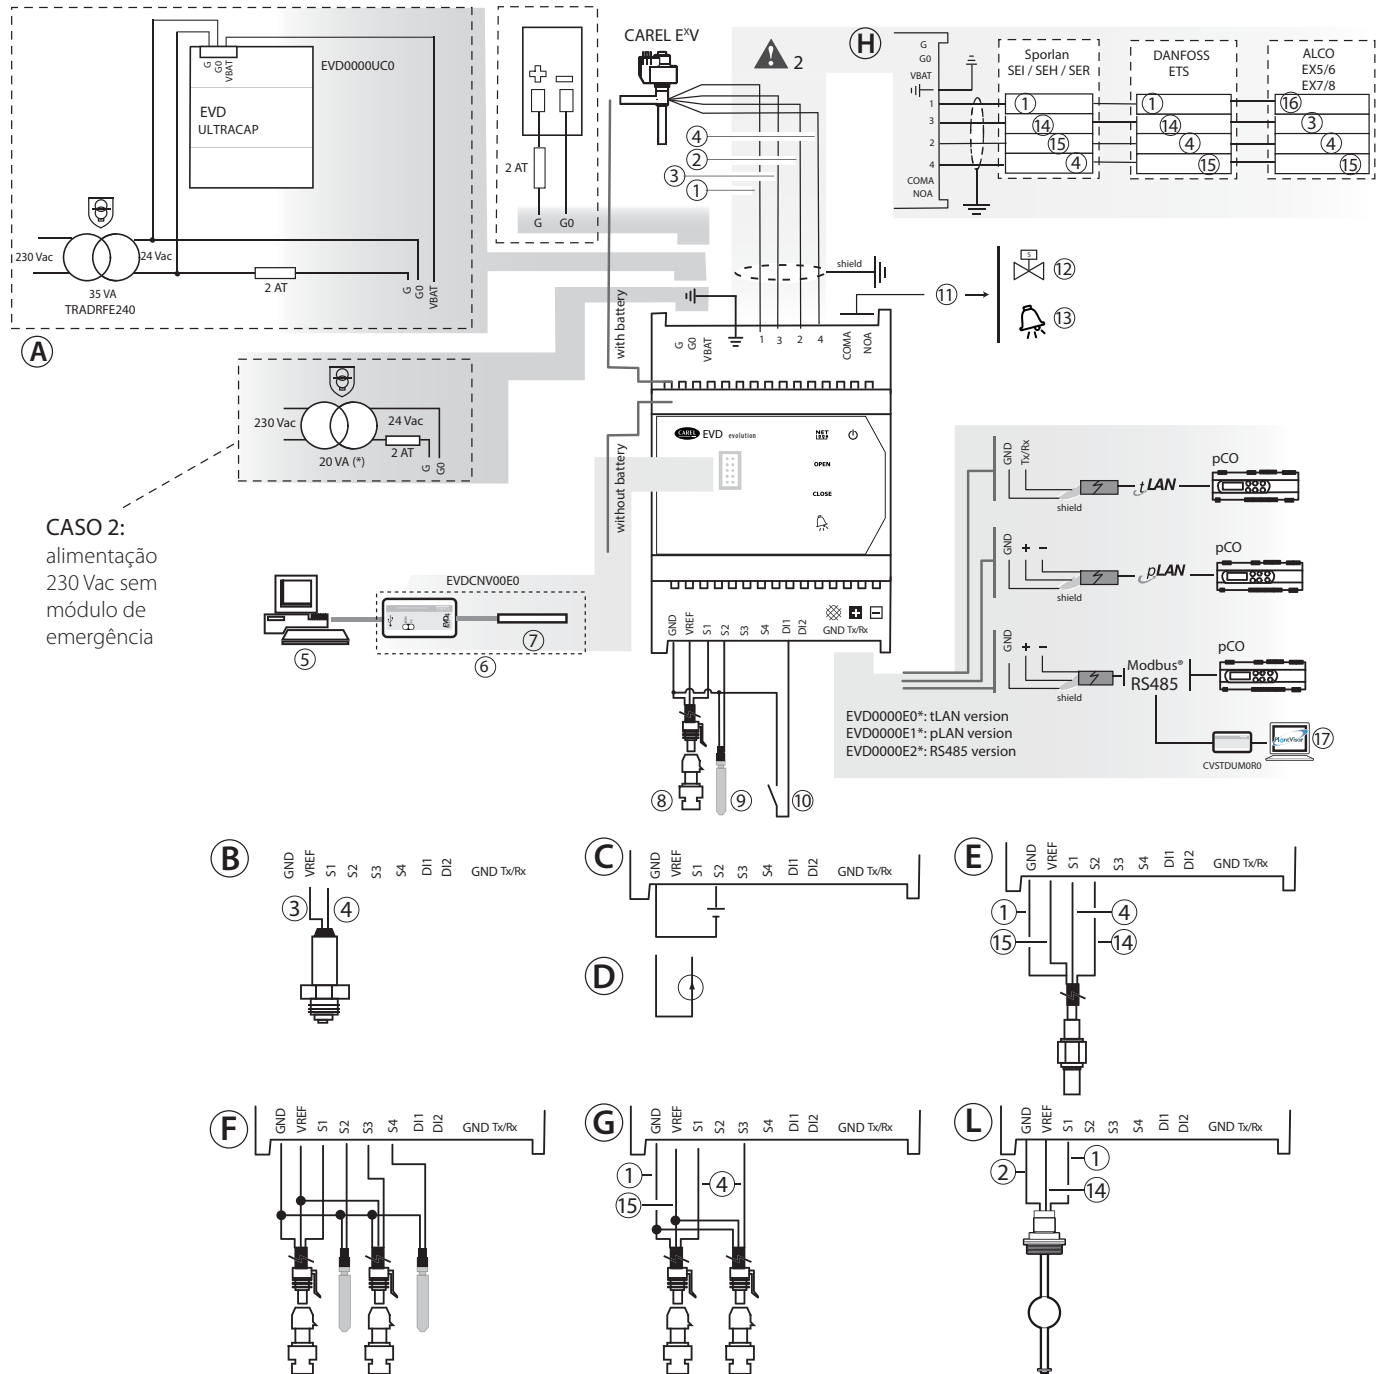 G
G0
VBAT
EVD0000UC0
EVD
ULTRACAP
230 Vac
24 Vac
35 VA
TRADRFE240
2 AT
G
G0
VBAT
A
+ −
2 AT
G G0
CAREL EXV
4
2
3
1
2
H
G
G0
VBAT
1
3
2
4
COMA
NOA
Sporlan
SEI / SEH / SER
1
14
15
4
DANFOSS
ETS
1
14
4
15
ALCO
EX5/6
EX7/8
16
3
4
15
shield
11
S
12
13
with battery
without battery
G
G0
VBAT
1 3 2 4
COMA
NOA
CAREL EVD evolution
NET
OPEN
CLOSE
230 Vac
24 Vac
2 AT
20 VA (*)
G
G0
CASO 2:
alimentação
230 Vac sem
módulo de
emergência
5
EVDCNV00E0
EVD4
7
6
GND
VREF
S1
S2
S3
S4
DI1
DI2
GND Tx/Rx
8
9
10
GND
Tx/Rx
shield
tLAN
pCO
GND
+ −
shield
pLAN
pCO
GND
+ −
shield
Modbus®
RS485
pCO
CVSTDUM0R0
PlantVisor
17
EVD0000E0*: tLAN version
EVD0000E1*: pLAN version
EVD0000E2*: RS485 version
B
GND VREF S1 S2 S3 S4 DI1 DI2 GND Tx/Rx
3 4
C
GND VREF S1 S2 S3 S4 DI1 DI2 GND Tx/Rx
D
E
GND VREF S1 S2 S3 S4 DI1 DI2 GND Tx/Rx
1 4
15 14
F
GND VREF S1 S2 S3 S4 DI1 DI2 GND Tx/Rx
G
GND VREF S1 S2 S3 S4 DI1 DI2 GND Tx/Rx
1 4
15
L
GND VREF S1 S2 S3 S4 DI1 DI2 GND Tx/Rx
2 1
14